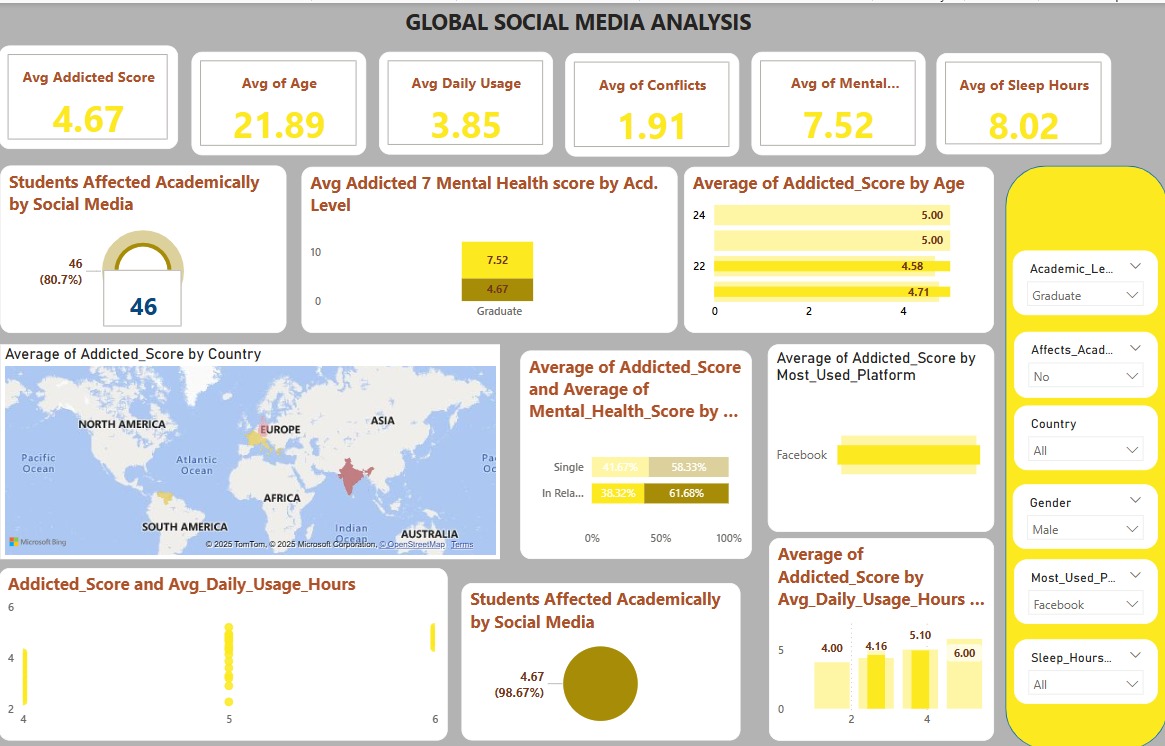 GLOBAL SOCIAL MEDIA ANALYSIS
Avg Addicted Score
4.67
Avg of Age
21.89
Avg Daily Usage
3.85
Avg of Conflicts
1.91
Avg of Mental...
7.52
Avg of Sleep Hours
8.02
Students Affected Academically
by Social Media
46
(80.7%)
46
Avg Addicted 7 Mental Health score by Acd.
Level
10
0
7.52
4.67
Graduate
Average of Addicted_Score by Age
24
22
5.00
5.00
4.58
4.71
0 2 4
Average of Addicted_Score by Country
NORTH AMERICA
EUROPE
ASIA
Pacific
Ocean
Atlantic
Ocean
AFRICA
SOUTH AMERICA
Indian
Ocean
AUSTRALIA
Pac
Oc
Microsoft Bing
© 2025 TomTom, © 2025 Microsoft Corporation, © OpenStreetMap Terms
Average of Addicted_Score
and Average of
Mental_Health_Score by ...
Single 41.67% 58.33%
In Rela... 38.32% 61.68%
0% 50% 100%
Average of Addicted_Score by
Most_Used_Platform
Facebook
Addicted_Score and Avg_Daily_Usage_Hours
6
4
2
4 5 6
Students Affected Academically
by Social Media
4.67
(98.67%)
Average of
Addicted_Score by
Avg_Daily_Usage_Hours ...
5
0
4.00 4.16 5.10 6.00
2 4
Academic_Le...
Graduate
Affects_Acad...
No
Country
All
Gender
Male
Most_Used_P...
Facebook
Sleep_Hours...
All